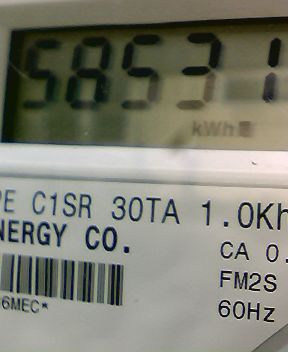 58531
kWh
PE C1SR 30TA 1.0Kh
NERGY CO.
CA 0.
FM2S
6MEC*
60Hz